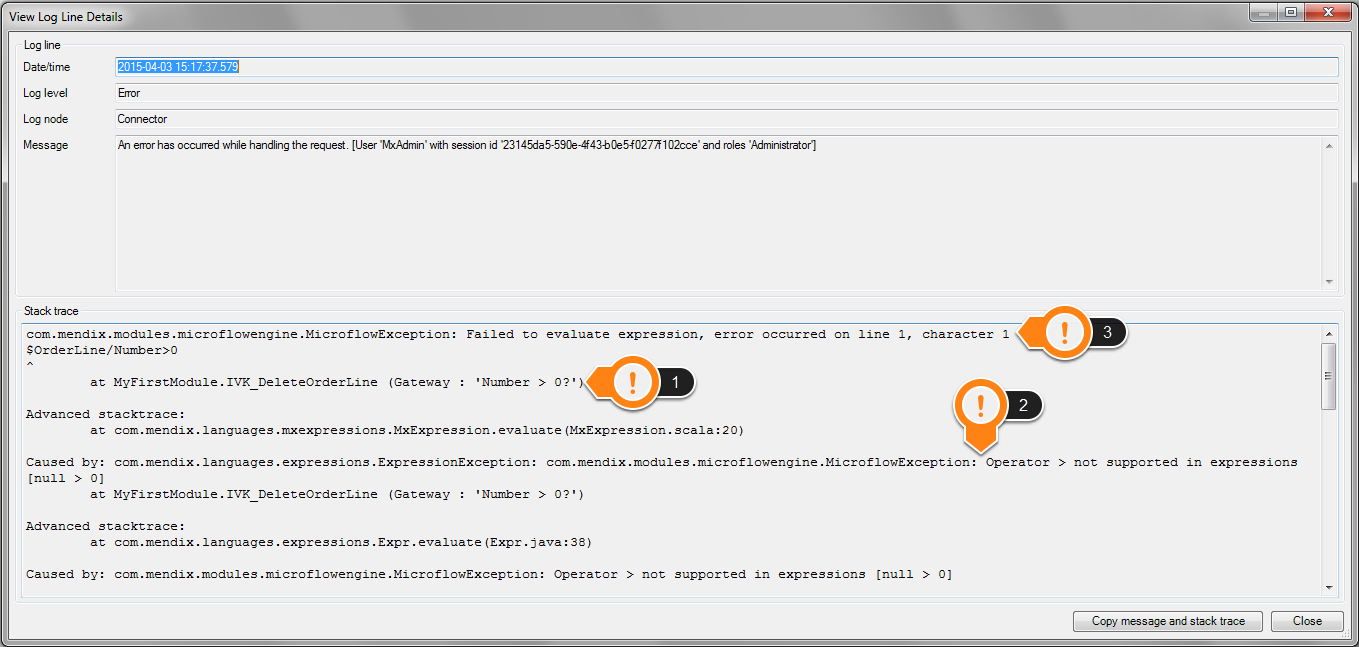 View Log Line Details
Log line
Date/time 2015-04-03 15:17:37.579
Log level Error
Log node Connector
Message An error has occurred while handling the request. [User 'MxAdmin' with session id '23145da5-590e-4f43-b0e5-f0277f102cce' and roles 'Administrator']
Stack trace
com.mendix.modules.microflowengine.MicroflowException: Failed to evaluate expression, error occurred on line 1, character 1 ! 3
$OrderLine/Number>0
^
at MyFirstModule.IVK_DeleteOrderLine (Gateway : 'Number > 0?') ! 1
! 2
Advanced stacktrace:
at com.mendix.languages.mxexpressions.MxExpression.evaluate(MxExpression.scala:20)
Caused by: com.mendix.languages.expressions.ExpressionException: com.mendix.modules.microflowengine.MicroflowException: Operator > not supported in expressions
[null > 0]
at MyFirstModule.IVK_DeleteOrderLine (Gateway : 'Number > 0?')
Advanced stacktrace:
at com.mendix.languages.expressions.Expr.evaluate(Expr.java:38)
Caused by: com.mendix.modules.microflowengine.MicroflowException: Operator > not supported in expressions [null > 0]
Copy message and stack trace Close